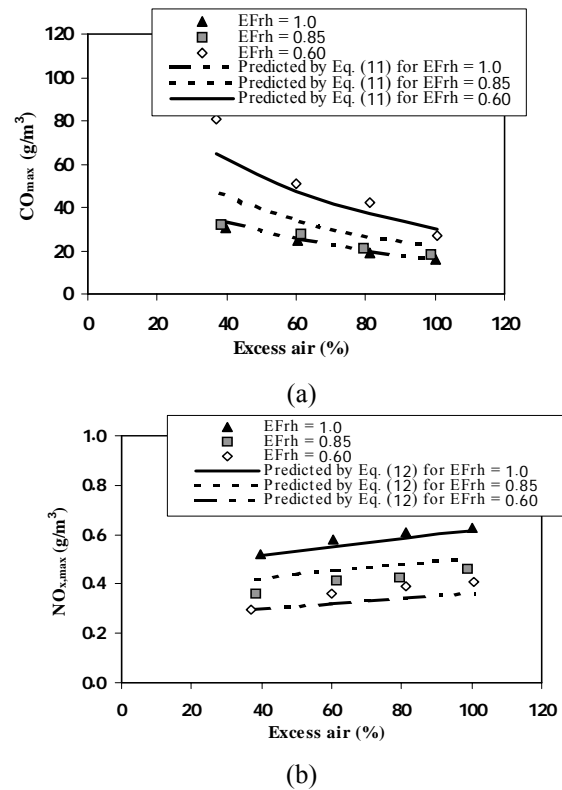 EFrh = 1.0
EFrh = 0.85
EFrh = 0.60
Predicted by Eq. (11) for EFrh = 1.0
Predicted by Eq. (11) for EFrh = 0.85
Predicted by Eq. (11) for EFrh = 0.60
120
100
80
60
40
20
0
COmax (g/m³)
0 20 40 60 80 100 120
Excess air (%)
(a)
EFrh = 1.0
EFrh = 0.85
EFrh = 0.60
Predicted by Eq. (12) for EFrh = 1.0
Predicted by Eq. (12) for EFrh = 0.85
Predicted by Eq. (12) for EFrh = 0.60
1.0
0.8
0.6
0.4
0.2
0.0
NOx,max (g/m³)
0 20 40 60 80 100 120
Excess air (%)
(b)